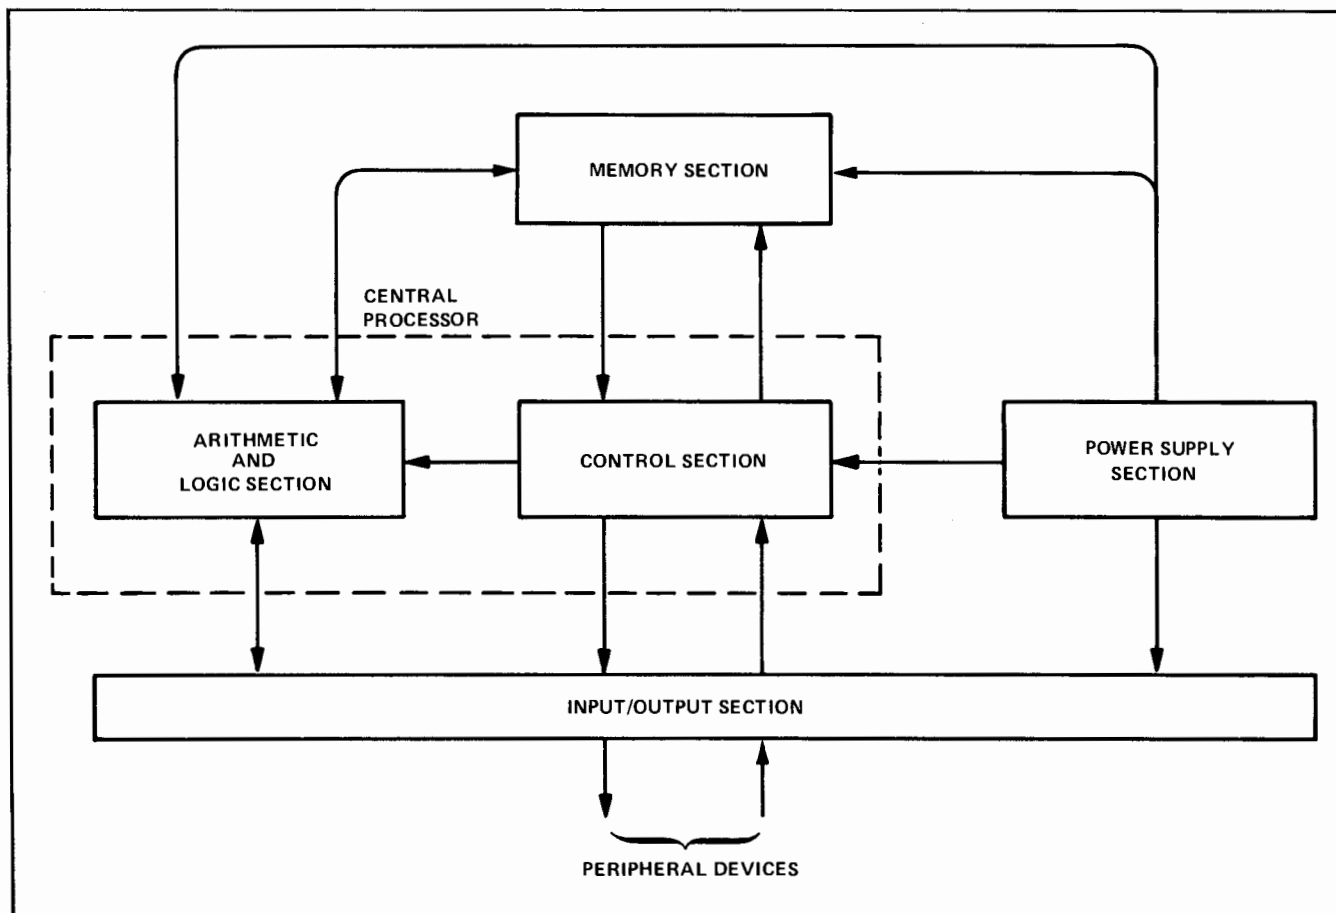 MEMORY SECTION
CENTRAL
PROCESSOR
ARITHMETIC
AND
LOGIC SECTION
CONTROL SECTION
POWER SUPPLY
SECTION
INPUT/OUTPUT SECTION
PERIPHERAL DEVICES